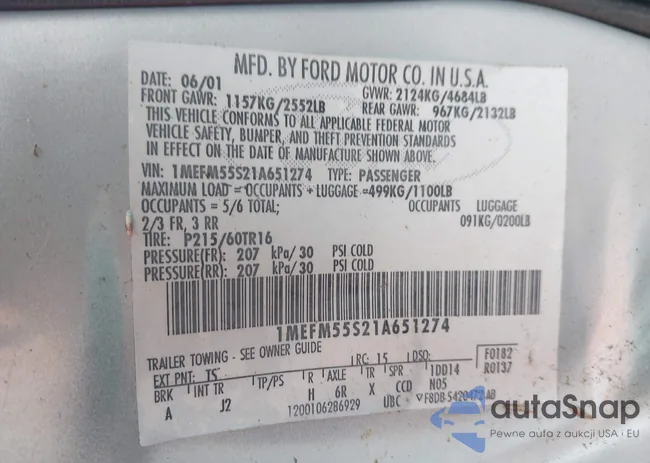 MFD. BY FORD MOTOR CO. IN U.S.A.
DATE: 06/01 GVWR: 2124KG/4684LB
FRONT GAWR: 1157KG/2552LB REAR GAWR: 967KG/2132LB
THIS VEHICLE CONFORMS TO ALL APPLICABLE FEDERAL MOTOR
VEHICLE SAFETY, BUMPER, AND THEFT PREVENTION STANDARDS
IN EFFECT ON THE DATE OF MANUFACTURE SHOWN ABOVE.
VIN: 1MEFM55S21A651274 TYPE: PASSENGER
MAXIMUM LOAD = OCCUPANTS + LUGGAGE = 499KG/1100LB
OCCUPANTS = 5/6 TOTAL; OCCUPANTS LUGGAGE
2/3 FR, 3 RR 091KG/0200LB
TIRE: P215/60TR16
PRESSURE(FR): 207 kPa/30 PSI COLD
PRESSURE(RR): 207 kPa/30 PSI COLD
1MEFM55S21A651274
TRAILER TOWING - SEE OWNER GUIDE
EXT PNT: TS RC: 15 DSO: F0182
BRK INT TR TP/PS R AXLE TR SPR 1DD14 R0137
A J2 H 6R X CCD N05
1200106286929 UBC F8DB-5420472-AB
autoSnap
Pewne auto z aukcji USA i EU